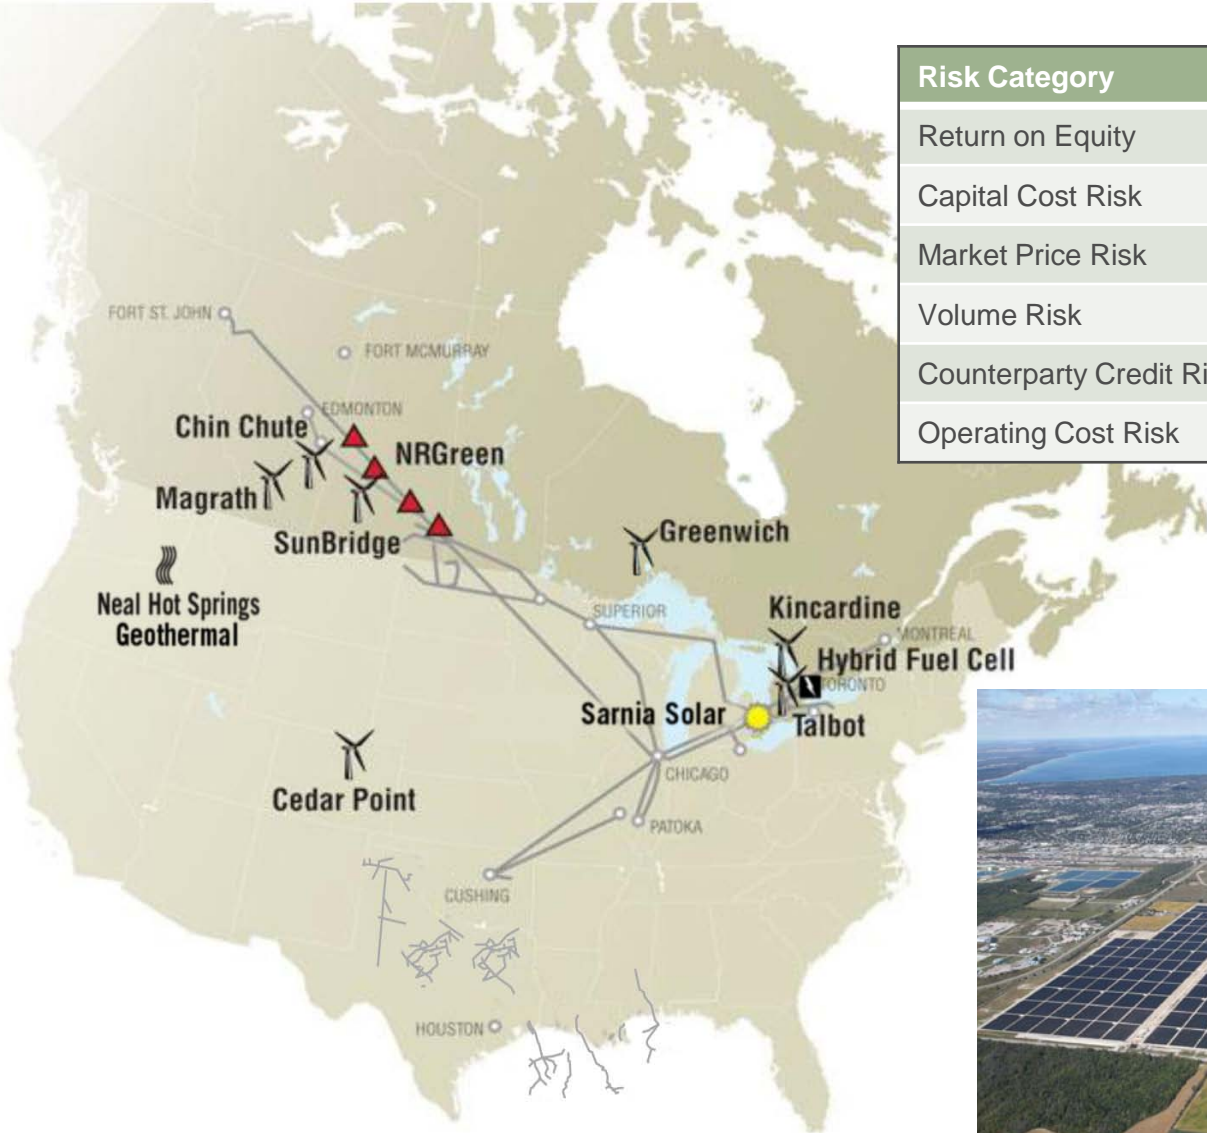 Risk Category
Return on Equity
Capital Cost Risk
Market Price Risk
Volume Risk
Counterparty Credit Ri
Operating Cost Risk
FORT ST. JOHN
FORT MCMURRAY
EDMONTON
Chin Chute
NRGreen
Magrath
SunBridge
Greenwich
Neal Hot Springs
Geothermal
SUPERIOR
Kincardine
MONTREAL
Hybrid Fuel Cell
TORONTO
Sarnia Solar
Talbot
CHICAGO
Cedar Point
PATOKA
CUSHING
HOUSTON